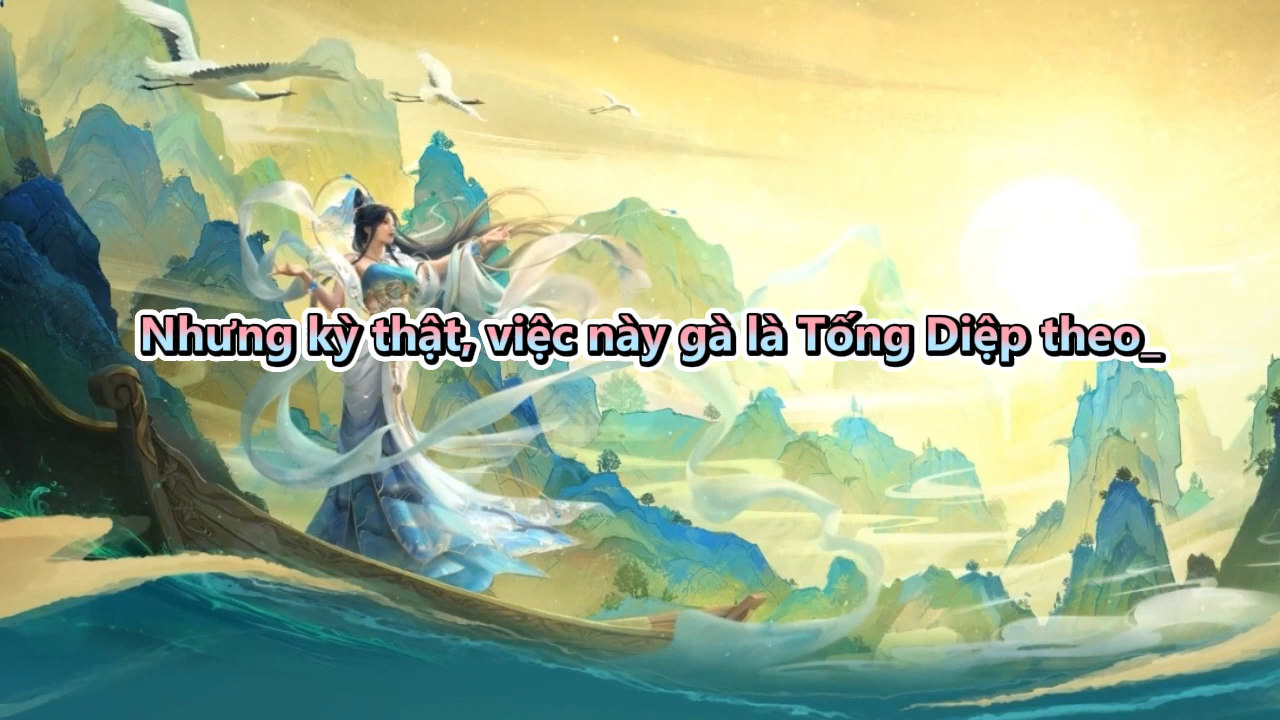 Nhưng kỳ thật, việc này gà là Tống Diệp theo_